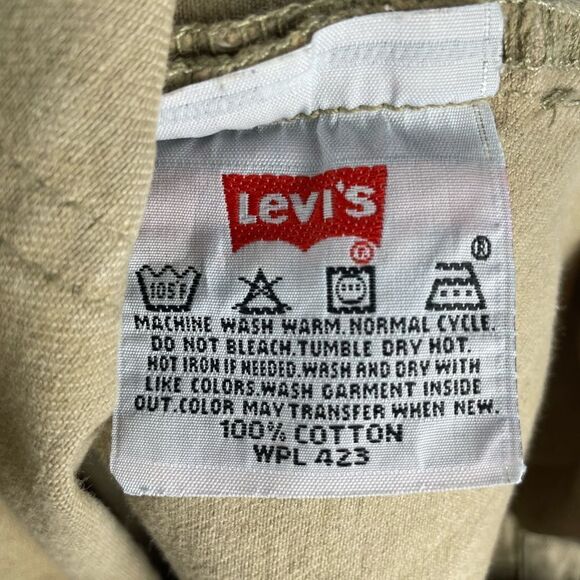 LEVI'S
®
®
105F
MACHINE WASH WARM.NORMAL CYCLE.
DO NOT BLEACH.TUMBLE DRY HOT.
HOT IRON IF NEEDED.WASH AND DRY WITH
LIKE COLORS.WASH GARMENT INSIDE
OUT.COLOR MAY TRANSFER WHEN NEW.
100% COTTON
WPL 423